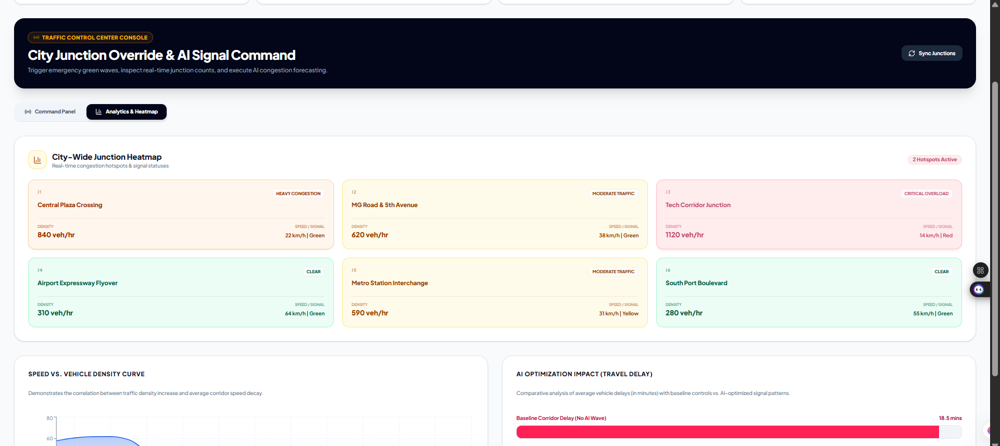 TRAFFIC CONTROL CENTER CONSOLE
City Junction Override & AI Signal Command
Trigger emergency green waves, inspect real-time junction counts, and execute AI congestion forecasting.
Sync Junctions
Command Panel
Analytics & Heatmap
City-Wide Junction Heatmap
Real-time congestion hotspots & signal statuses
2 Hotspots Active
J1
HEAVY CONGESTION
Central Plaza Crossing
DENSITY
SPEED / SIGNAL
840 veh/hr
22 km/h | Green
J2
MODERATE TRAFFIC
MG Road & 5th Avenue
DENSITY
SPEED / SIGNAL
620 veh/hr
38 km/h | Green
J3
CRITICAL OVERLOAD
Tech Corridor Junction
DENSITY
SPEED / SIGNAL
1120 veh/hr
14 km/h | Red
J4
CLEAR
Airport Expressway Flyover
DENSITY
SPEED / SIGNAL
310 veh/hr
64 km/h | Green
J5
MODERATE TRAFFIC
Metro Station Interchange
DENSITY
SPEED / SIGNAL
590 veh/hr
31 km/h | Yellow
J6
CLEAR
South Port Boulevard
DENSITY
SPEED / SIGNAL
280 veh/hr
55 km/h | Green
SPEED VS. VEHICLE DENSITY CURVE
Demonstrates the correlation between traffic density increase and average corridor speed decay.
80
60
AI OPTIMIZATION IMPACT (TRAVEL DELAY)
Comparative analysis of average vehicle delays (in minutes) with baseline controls vs. AI-optimized signal patterns.
Baseline Corridor Delay (No AI Wave)
18.5 mins